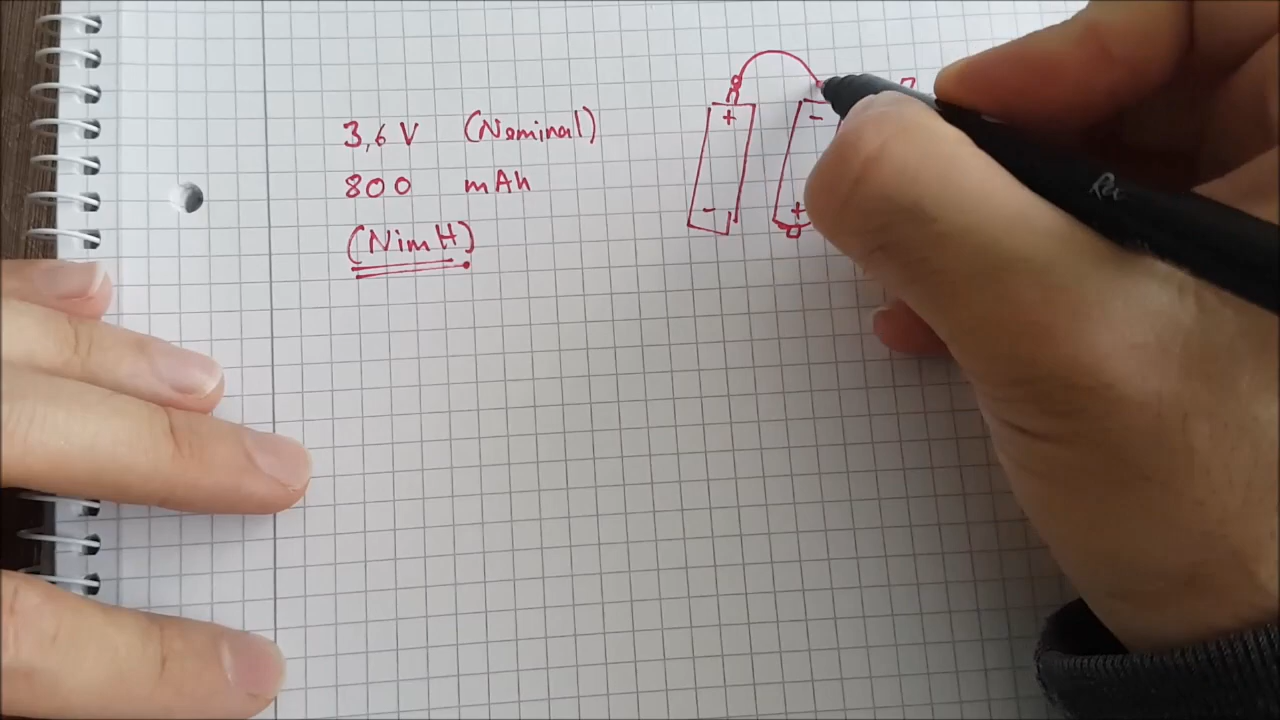 3,6 V (Nominal)
800 mAh
(NimH)
+ -
- +